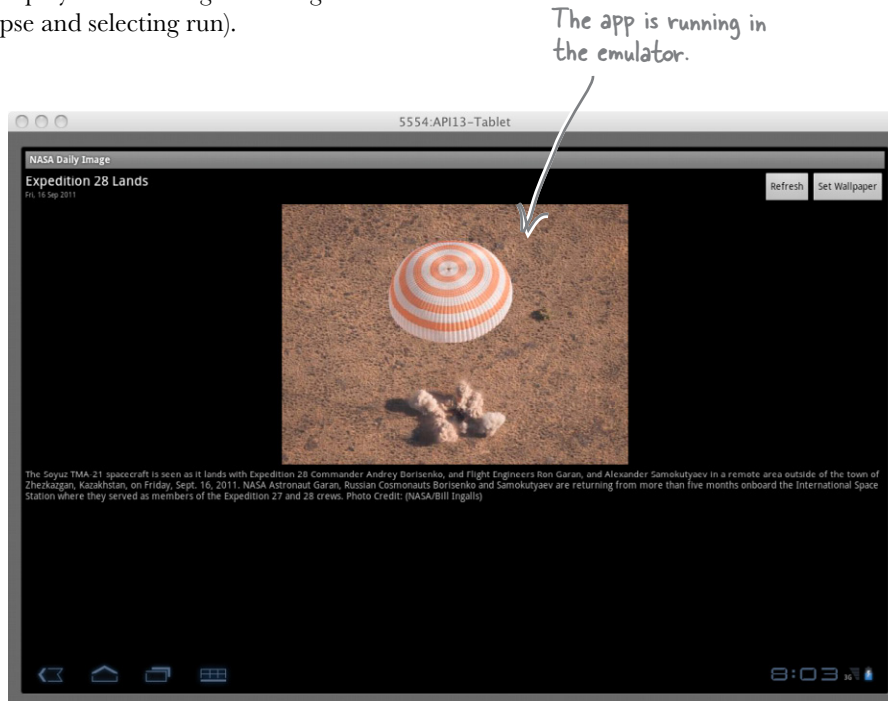 pse and selecting run).
The app is running in
the emulator.
5554:API13-Tablet
NASA Daily Image
Expedition 28 Lands
Fri, 16 Sep 2011
Refresh Set Wallpaper
The Soyuz TMA-21 spacecraft is seen as it lands with Expedition 28 Commander Andrey Borisenko, and Flight Engineers Ron Garan, and Alexander Samokutyaev in a remote area outside of the town of
Zhezkazgan, Kazakhstan, on Friday, Sept. 16, 2011. NASA Astronaut Garan, Russian Cosmonauts Borisenko and Samokutyaev are returning from more than five months onboard the International Space
Station where they served as members of the Expedition 27 and 28 crews. Photo Credit: (NASA/Bill Ingalls)
8:03 3G